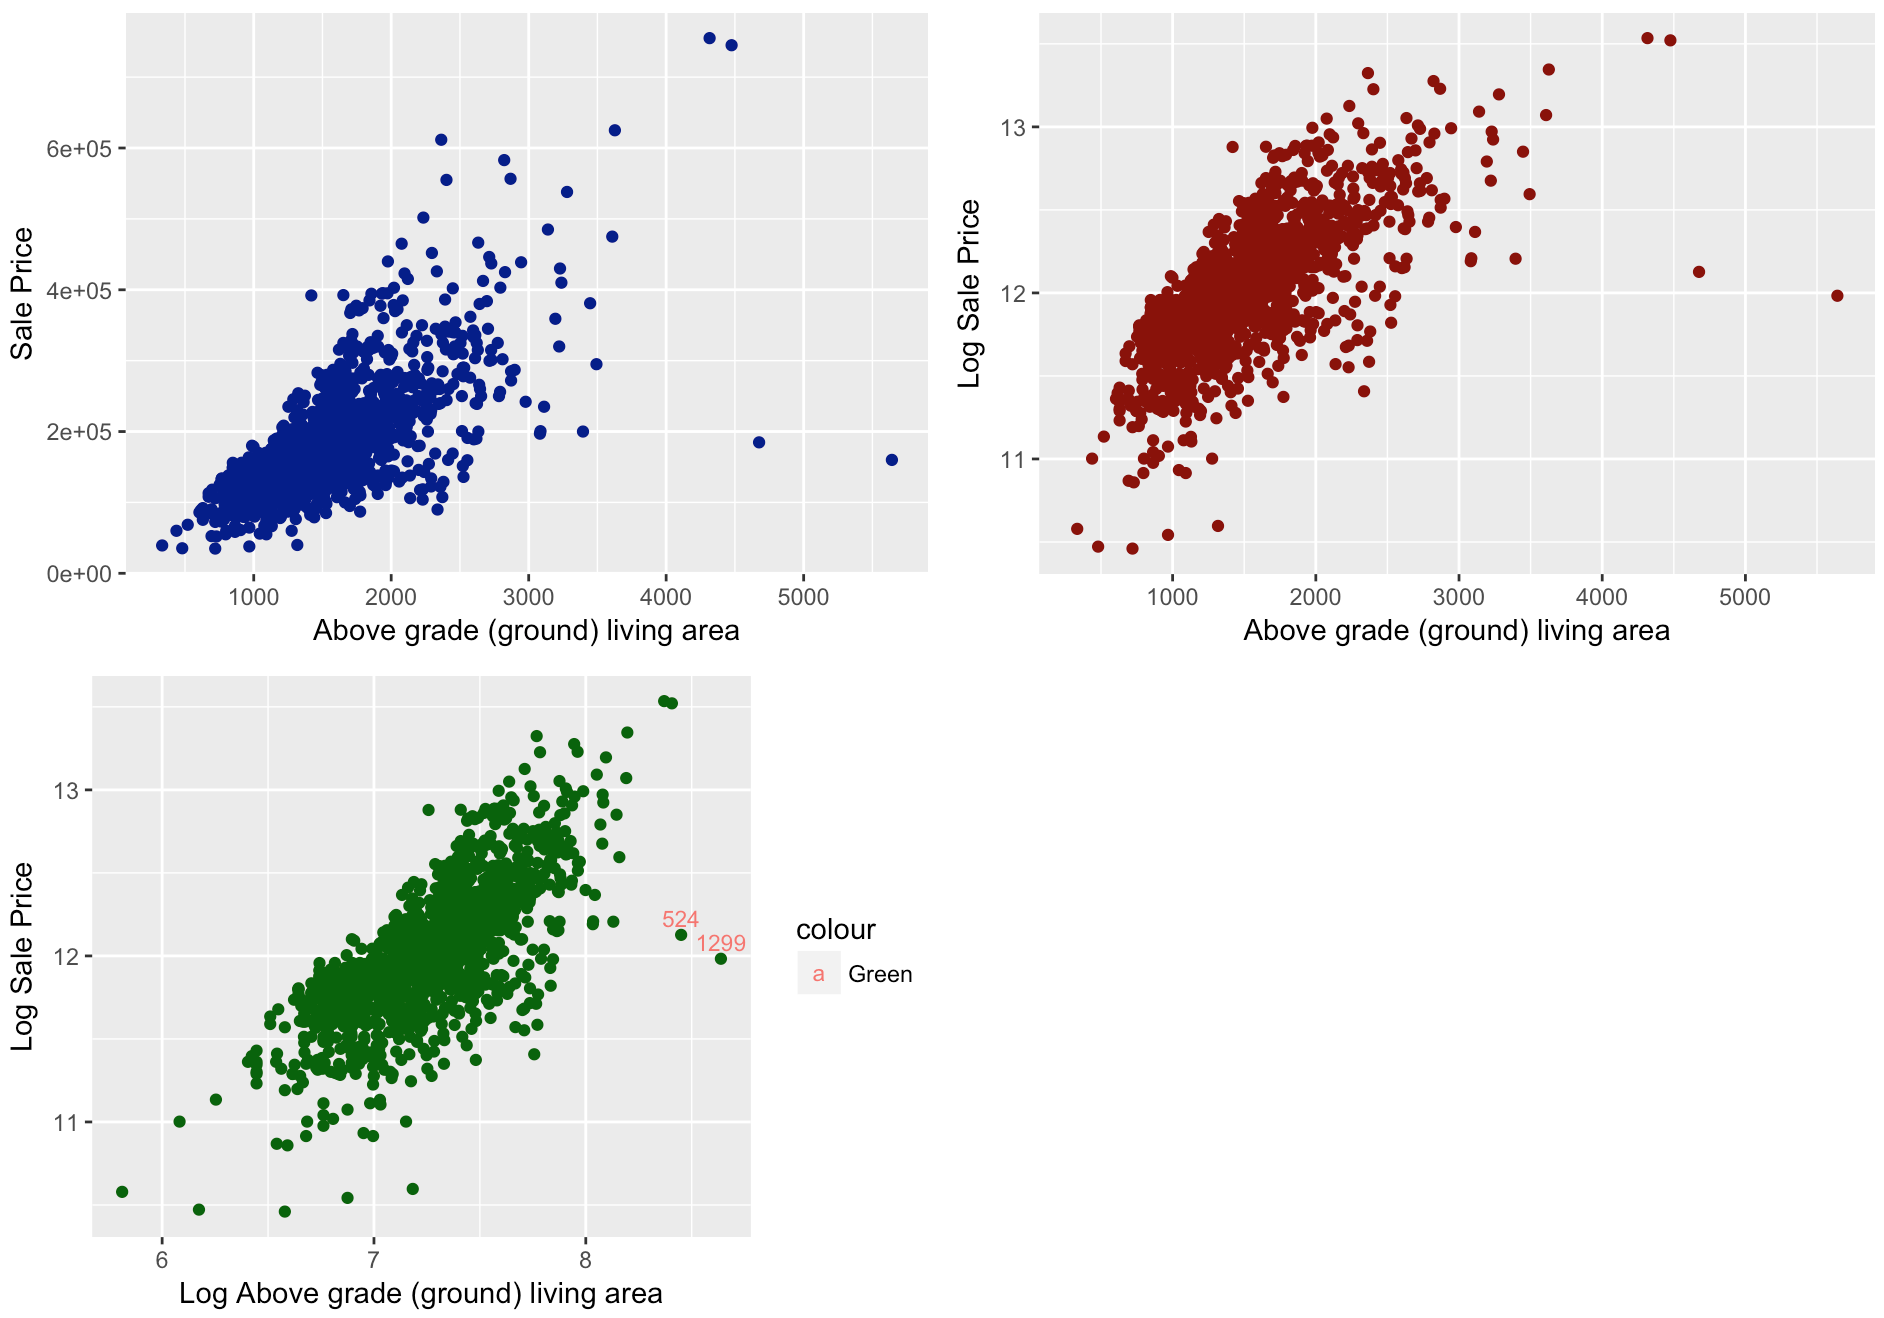 Sale Price
6e+05
4e+05
2e+05
0e+00
1000 2000 3000 4000 5000
Above grade (ground) living area
Log Sale Price
13
12
11
1000 2000 3000 4000 5000
Above grade (ground) living area
Log Sale Price
13
12
11
524
1299
6 7 8
Log Above grade (ground) living area
colour
a Green